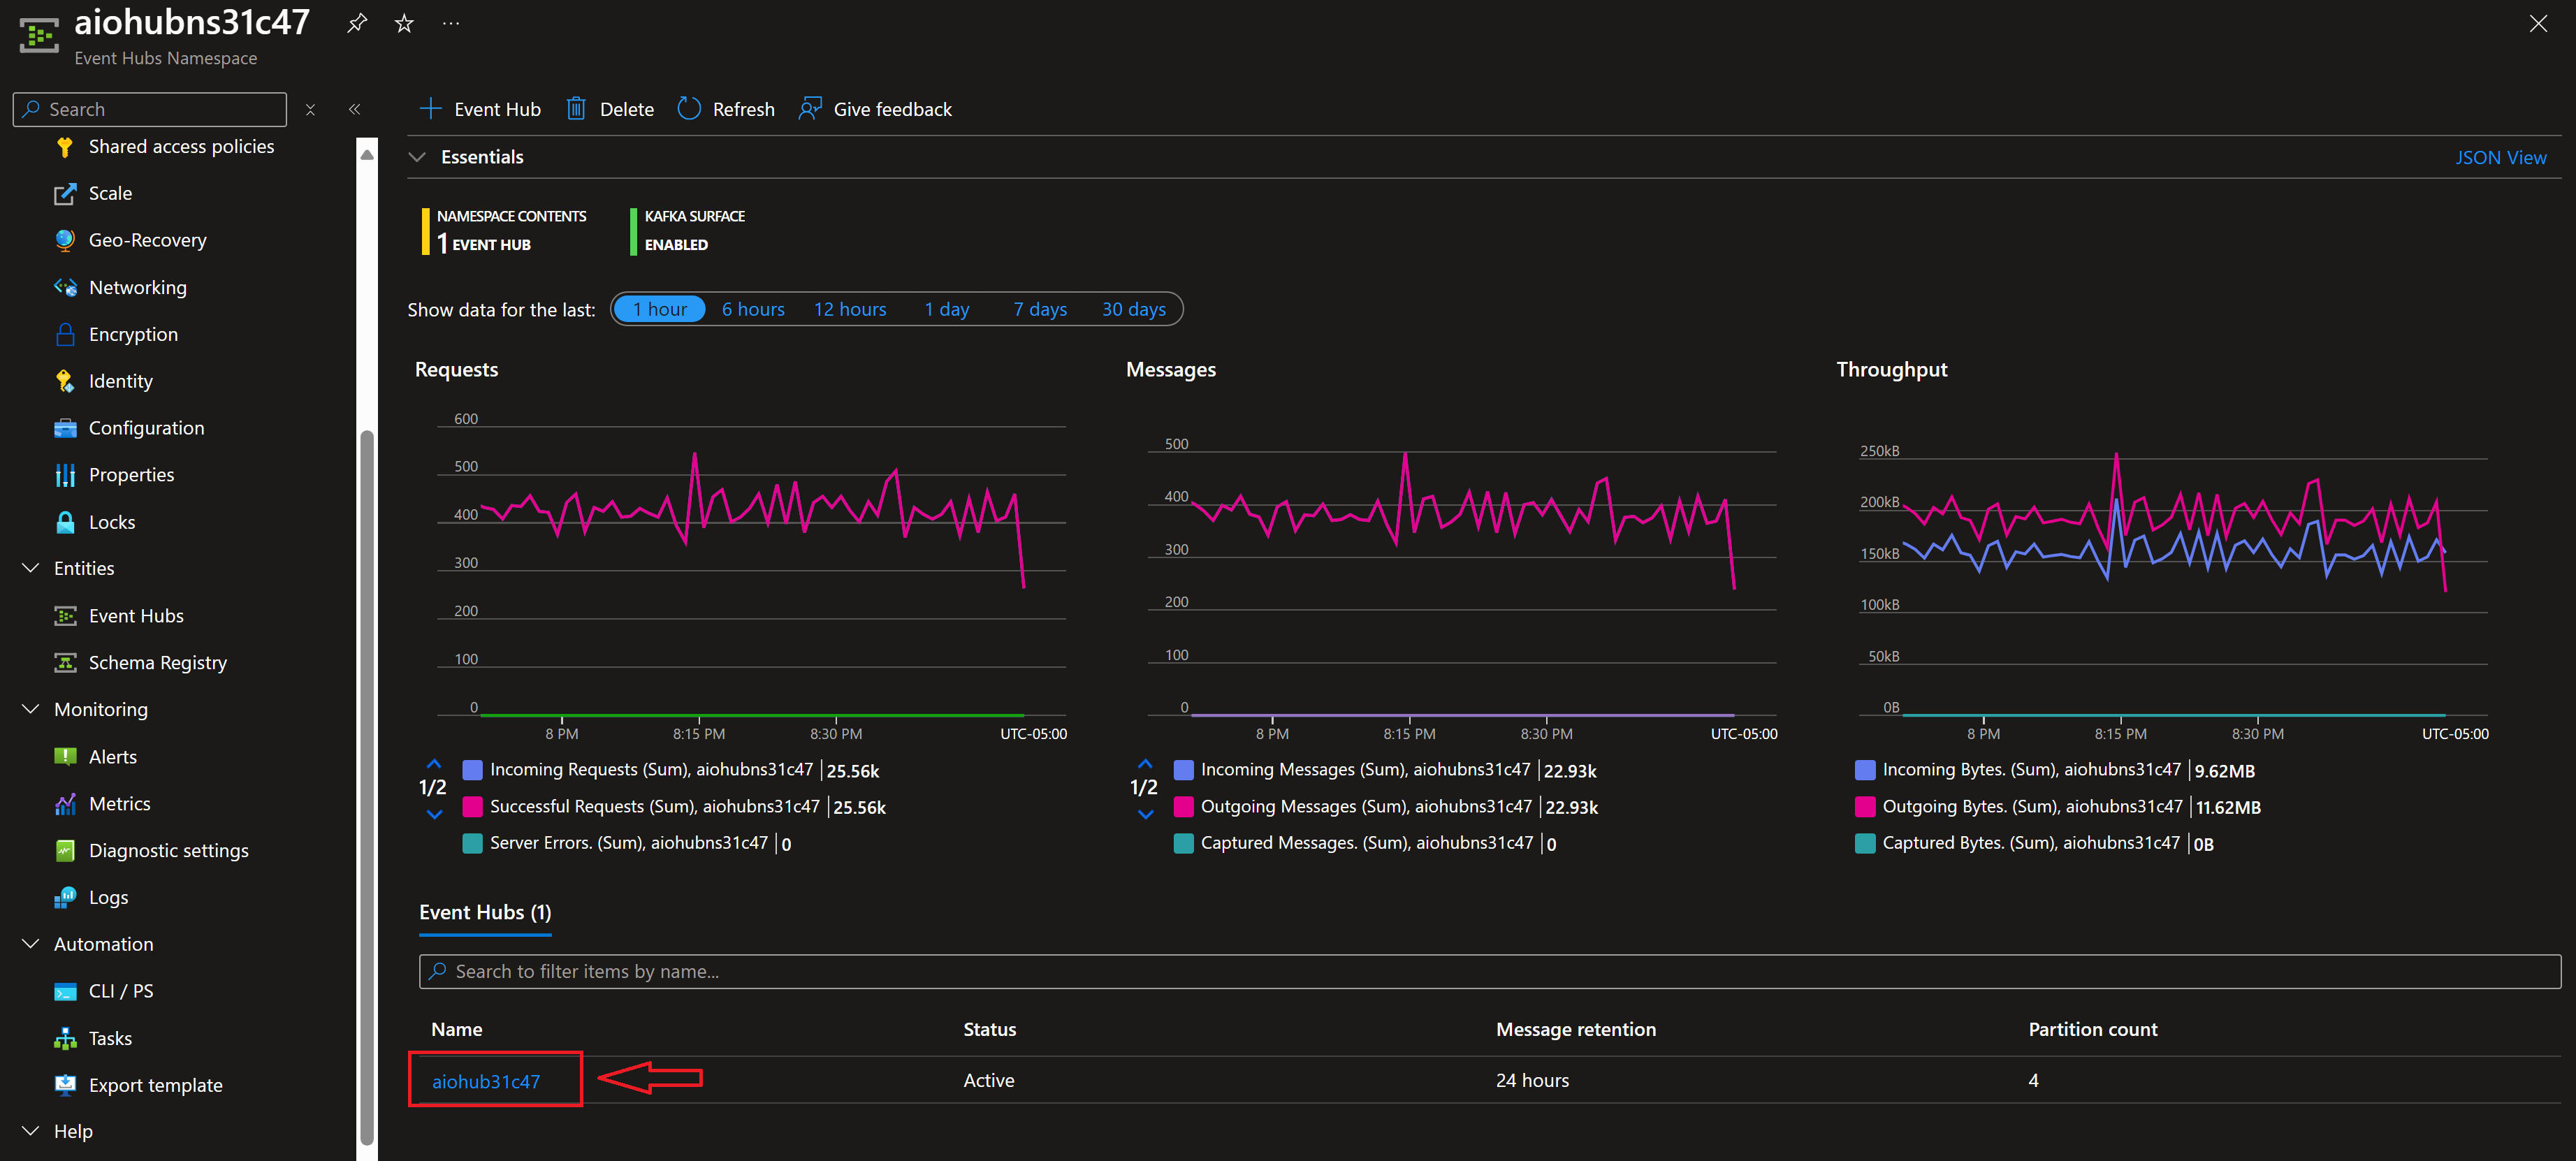 aiohubns31c47
Event Hubs Namespace
Search
Shared access policies
Scale
Geo-Recovery
Networking
Encryption
Identity
Configuration
Properties
Locks
Entities
Event Hubs
Schema Registry
Monitoring
Alerts
Metrics
Diagnostic settings
Logs
Automation
CLI / PS
Tasks
Export template
Help
Event Hub Delete Refresh Give feedback
Essentials JSON View
NAMESPACE CONTENTS
1 EVENT HUB
KAFKA SURFACE
ENABLED
Show data for the last: 1 hour 6 hours 12 hours 1 day 7 days 30 days
Requests
600
500
400
300
200
100
0
8 PM 8:15 PM 8:30 PM UTC-05:00
1/2
Incoming Requests (Sum), aiohubns31c47 25.56k
Successful Requests (Sum), aiohubns31c47 25.56k
Server Errors. (Sum), aiohubns31c47 0
Messages
500
400
300
200
100
0
8 PM 8:15 PM 8:30 PM UTC-05:00
1/2
Incoming Messages (Sum), aiohubns31c47 22.93k
Outgoing Messages (Sum), aiohubns31c47 22.93k
Captured Messages. (Sum), aiohubns31c47 0
Throughput
250kB
200kB
150kB
100kB
50kB
0B
8 PM 8:15 PM 8:30 PM UTC-05:00
Incoming Bytes. (Sum), aiohubns31c47 9.62MB
Outgoing Bytes. (Sum), aiohubns31c47 11.62MB
Captured Bytes. (Sum), aiohubns31c47 0B
Event Hubs (1)
Search to filter items by name...
Name Status Message retention Partition count
aiohub31c47 Active 24 hours 4